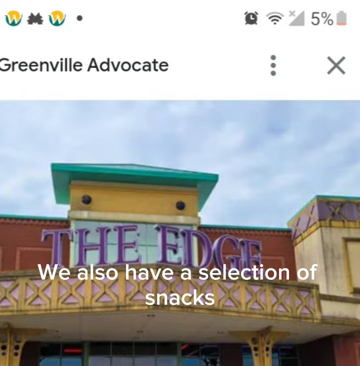 5%
Greenville Advocate
THE EDGE
We also have a selection of
snacks